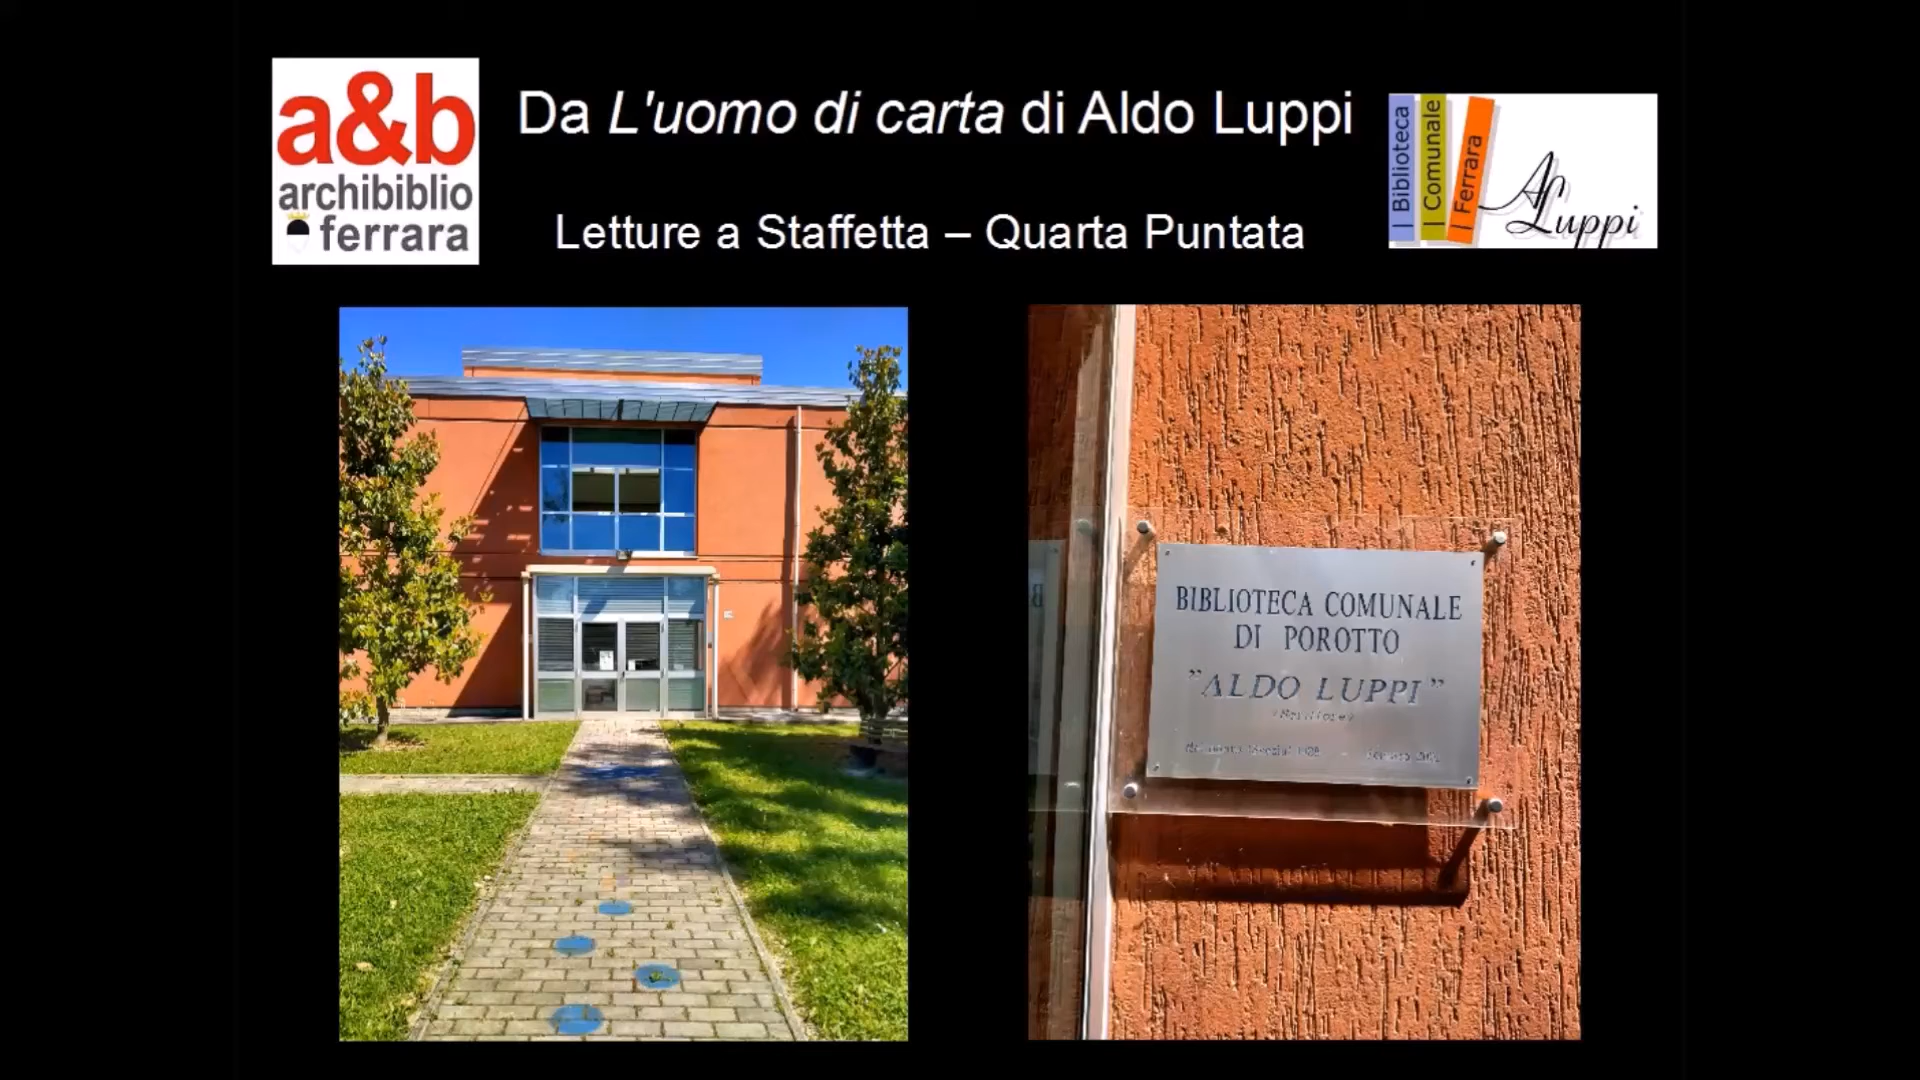 a&b
archibiblio
ferrara
Da L'uomo di carta di Aldo Luppi
Letture a Staffetta – Quarta Puntata
Biblioteca
Comunale
Ferrara
A Luppi
BIBLIOTECA COMUNALE
DI POROTTO
"ALDO LUPPI"